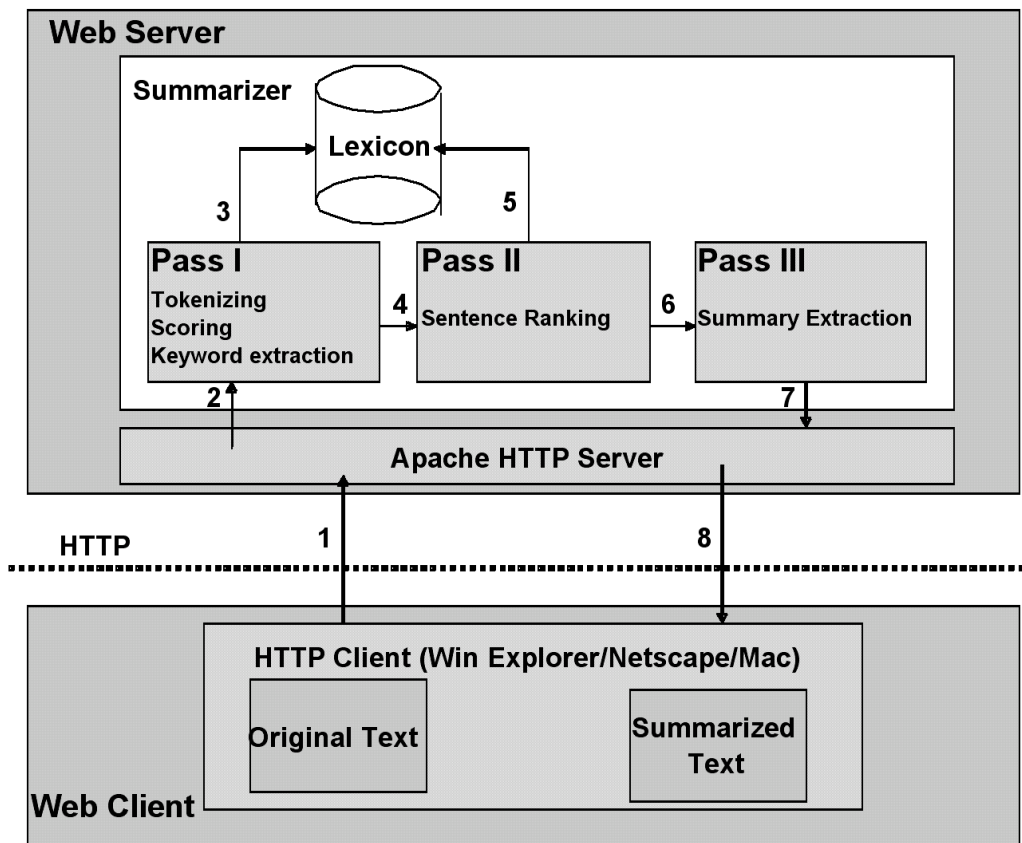 Web Server
Summarizer
Lexicon
3
5
Pass I
Tokenizing
Scoring
Keyword extraction
4
Pass II
Sentence Ranking
6
Pass III
Summary Extraction
2
7
Apache HTTP Server
1
8
HTTP
HTTP Client (Win Explorer/Netscape/Mac)
Original Text
Summarized
Text
Web Client